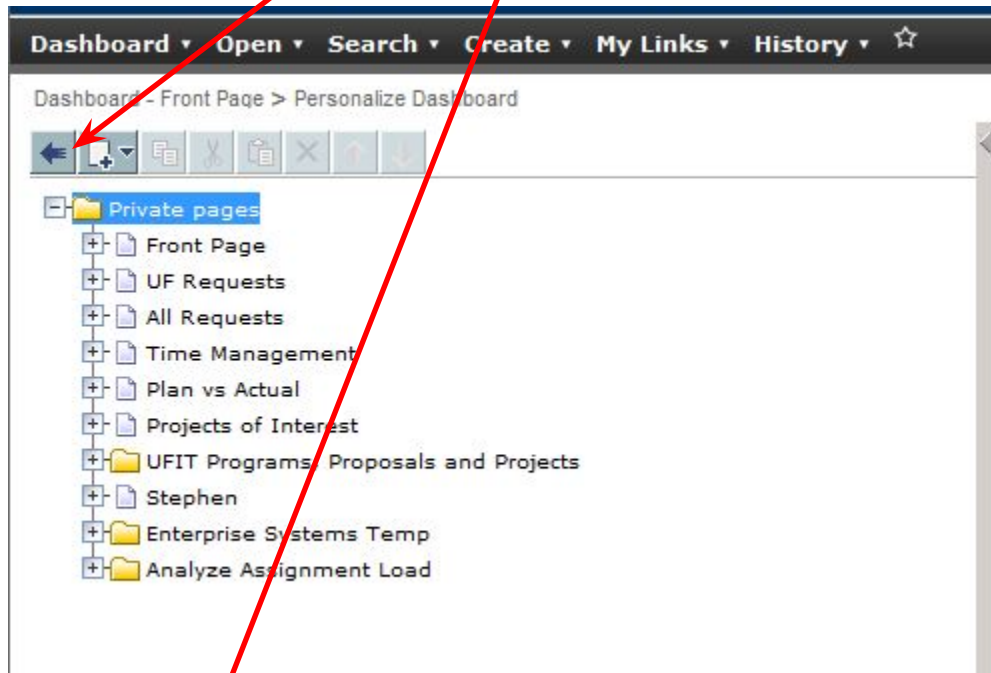 Dashboard Open Search Create My Links History
Dashboard - Front Page > Personalize Dashboard
Private pages
Front Page
UF Requests
All Requests
Time Management
Plan vs Actual
Projects of Interest
UFIT Programs, Proposals and Projects
Stephen
Enterprise Systems Temp
Analyze Assignment Load